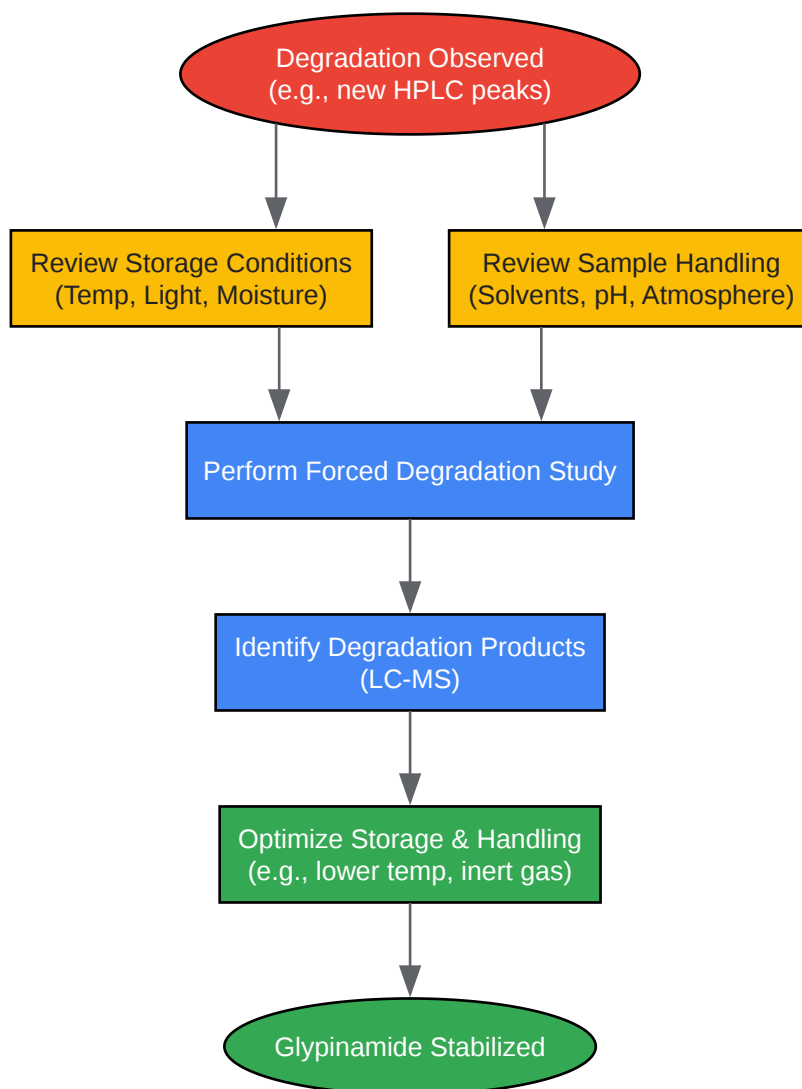 Degradation Observed
(e.g., new HPLC peaks)
Review Storage Conditions
(Temp, Light, Moisture)
Review Sample Handling
(Solvents, pH, Atmosphere)
Perform Forced Degradation Study
Identify Degradation Products
(LC-MS)
Optimize Storage & Handling
(e.g., lower temp, inert gas)
Glypinamide Stabilized